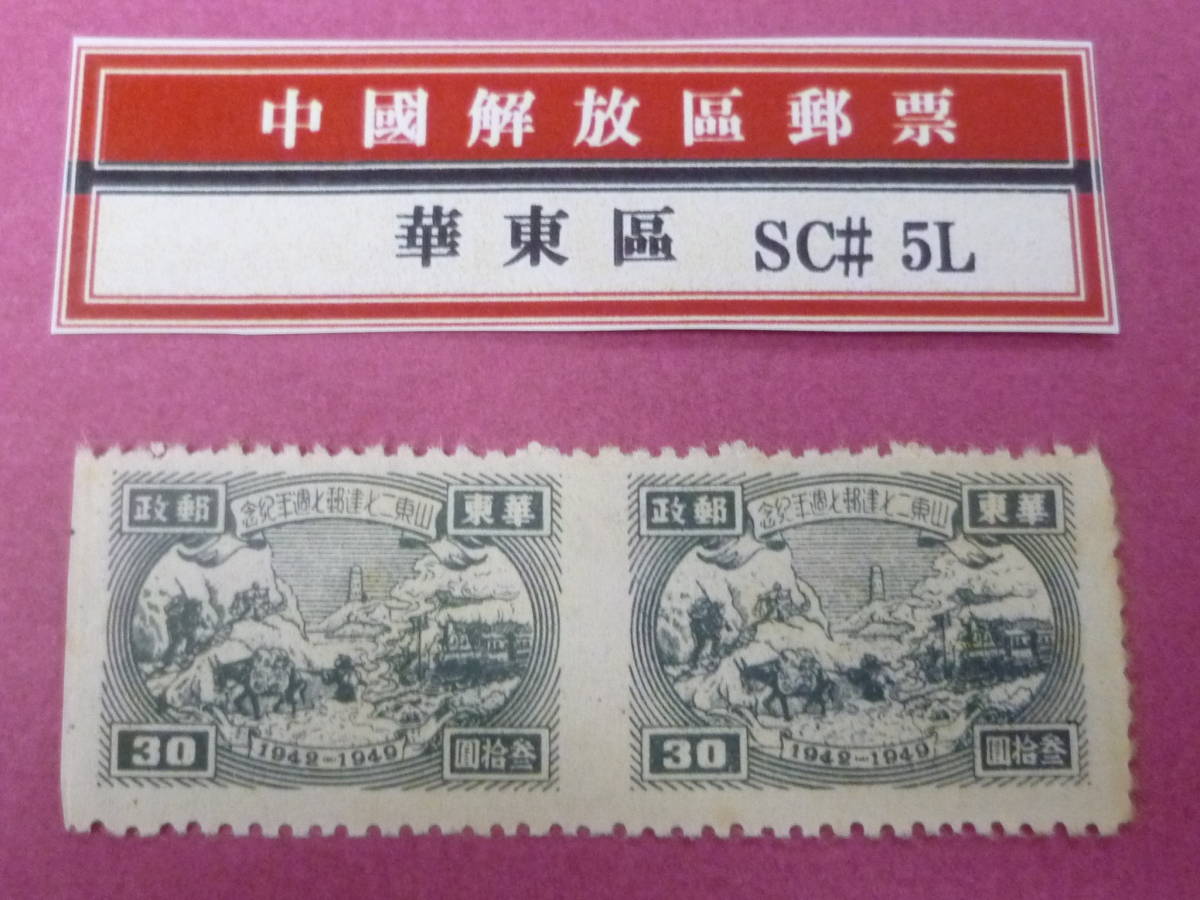 中國解放區郵票
華東區 SC# 5L
郵政 山東二七建郵七週年紀念 華東
30 1942-1949 叁拾圓
郵政 山東二七建郵七週年紀念 華東
30 1942-1949 叁拾圓